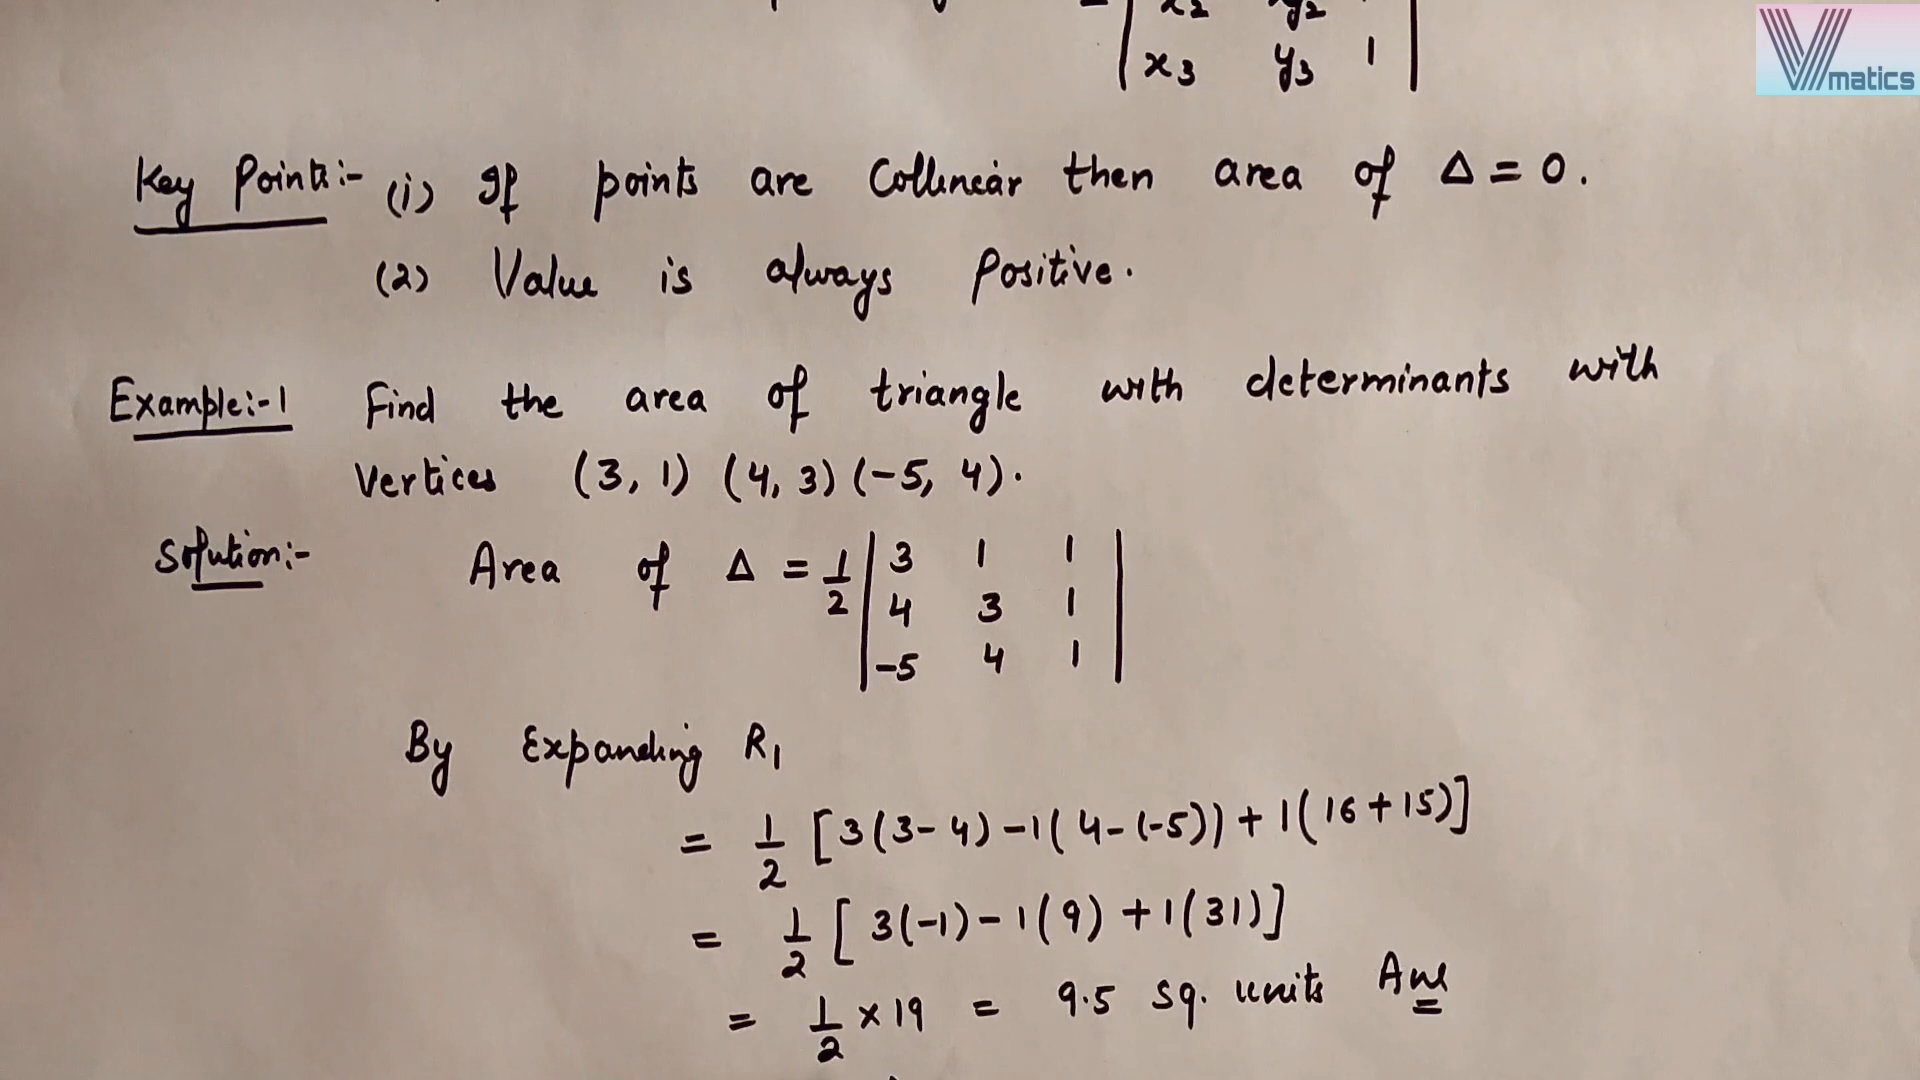 = | x2 y2
| x3 y3 1 |
Vmatics
Key Points:- (i) If points are Collinear then area of Δ = 0.
(2) Value is always Positive.
Example:-1 Find the area of triangle with determinants with
Vertices (3, 1) (4, 3) (-5, 4).
Solution:- Area of Δ = 1/2 | 3 1 1 |
| 4 3 1 |
| -5 4 1 |
By Expanding R1
= 1/2 [3(3-4) -1(4-(-5)) + 1(16+15)]
= 1/2 [3(-1) - 1(9) + 1(31)]
= 1/2 × 19 = 9.5 sq. units Ans